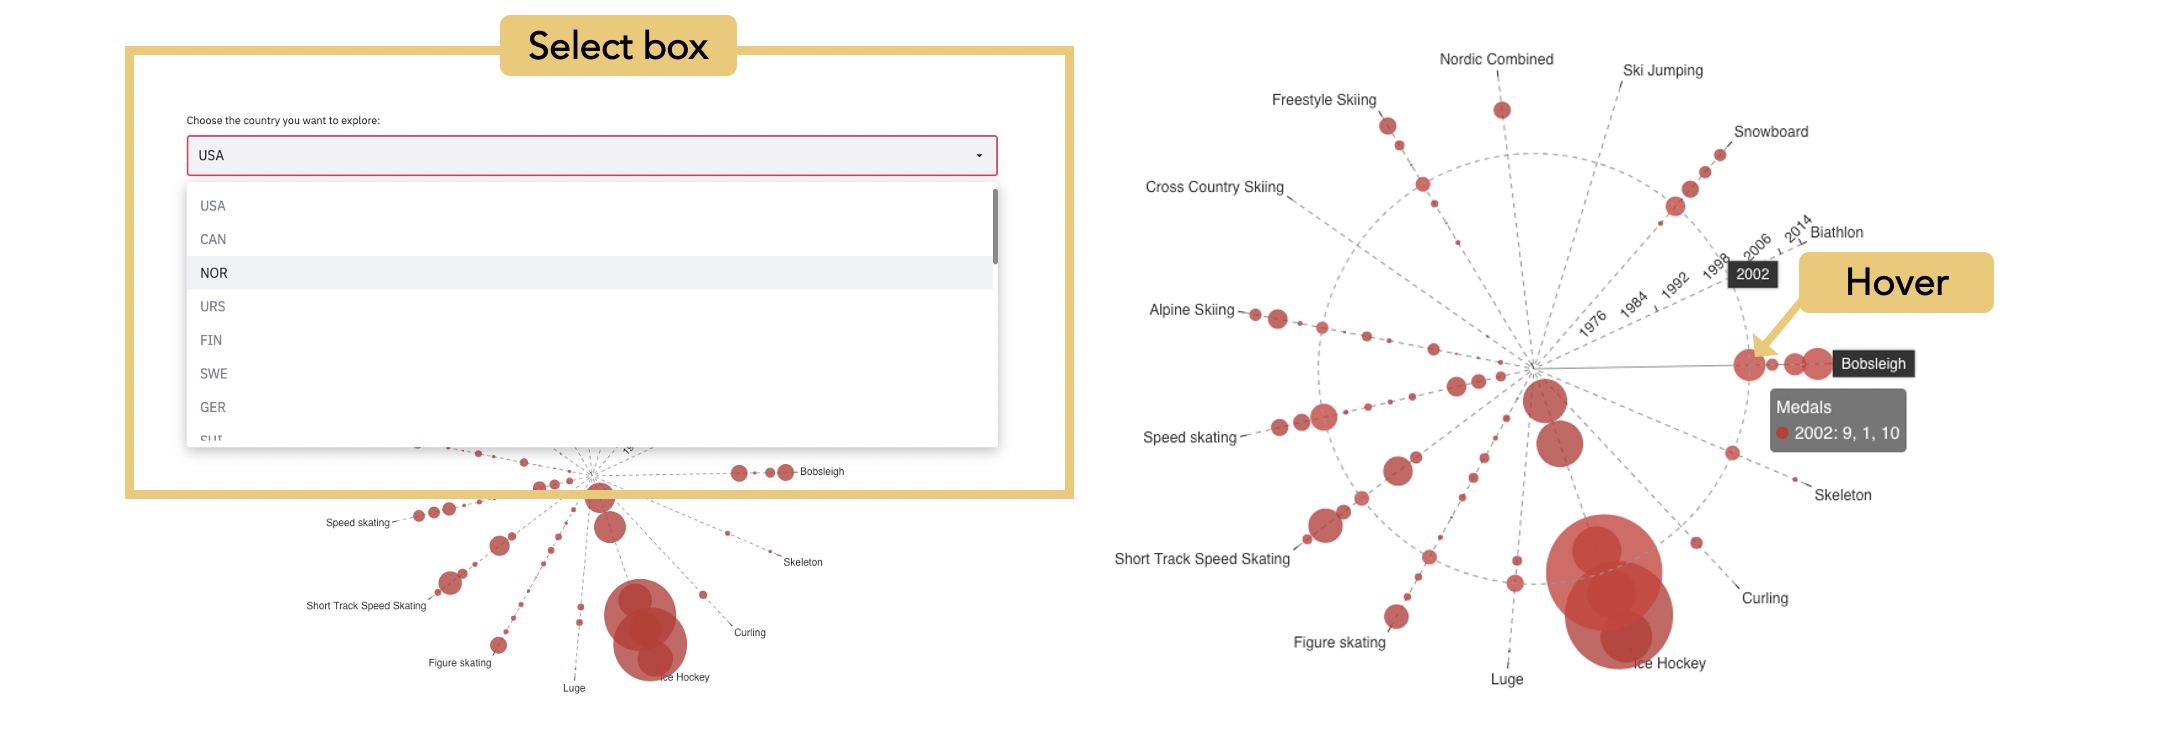 Select box
Choose the country you want to explore:
USA
USA
CAN
NOR
URS
FIN
SWE
GER
Bobsleigh
Speed skating
Skeleton
Short Track Speed Skating
Curling
Figure skating
Ice Hockey
Luge
Nordic Combined
Ski Jumping
Freestyle Skiing
Snowboard
Cross Country Skiing
2014
Biathlon
2006
1998
2002
Hover
1992
1984
1976
Alpine Skiing
Bobsleigh
Medals
2002: 9, 1, 10
Speed skating
Skeleton
Short Track Speed Skating
Curling
Figure skating
Ice Hockey
Luge